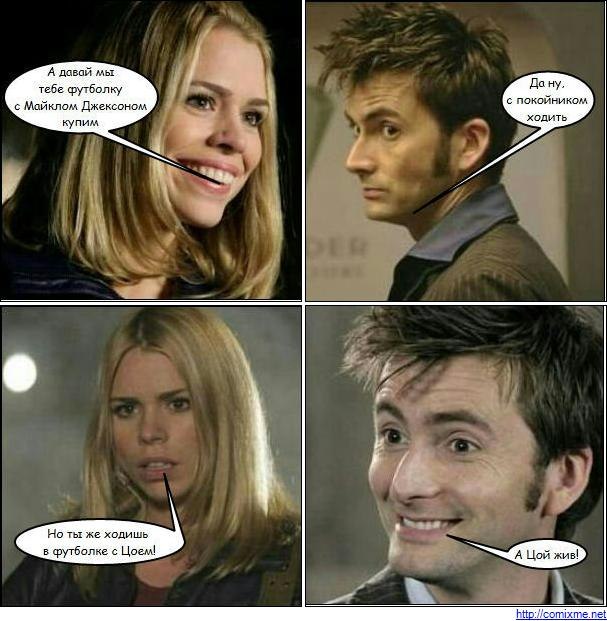 А давай мы
тебе футболку
с Майклом Джексоном
купим
Да ну,
с покойником
ходить
Но ты же ходишь
в футболке с Цоем!
А Цой жив!
http://comixme.net